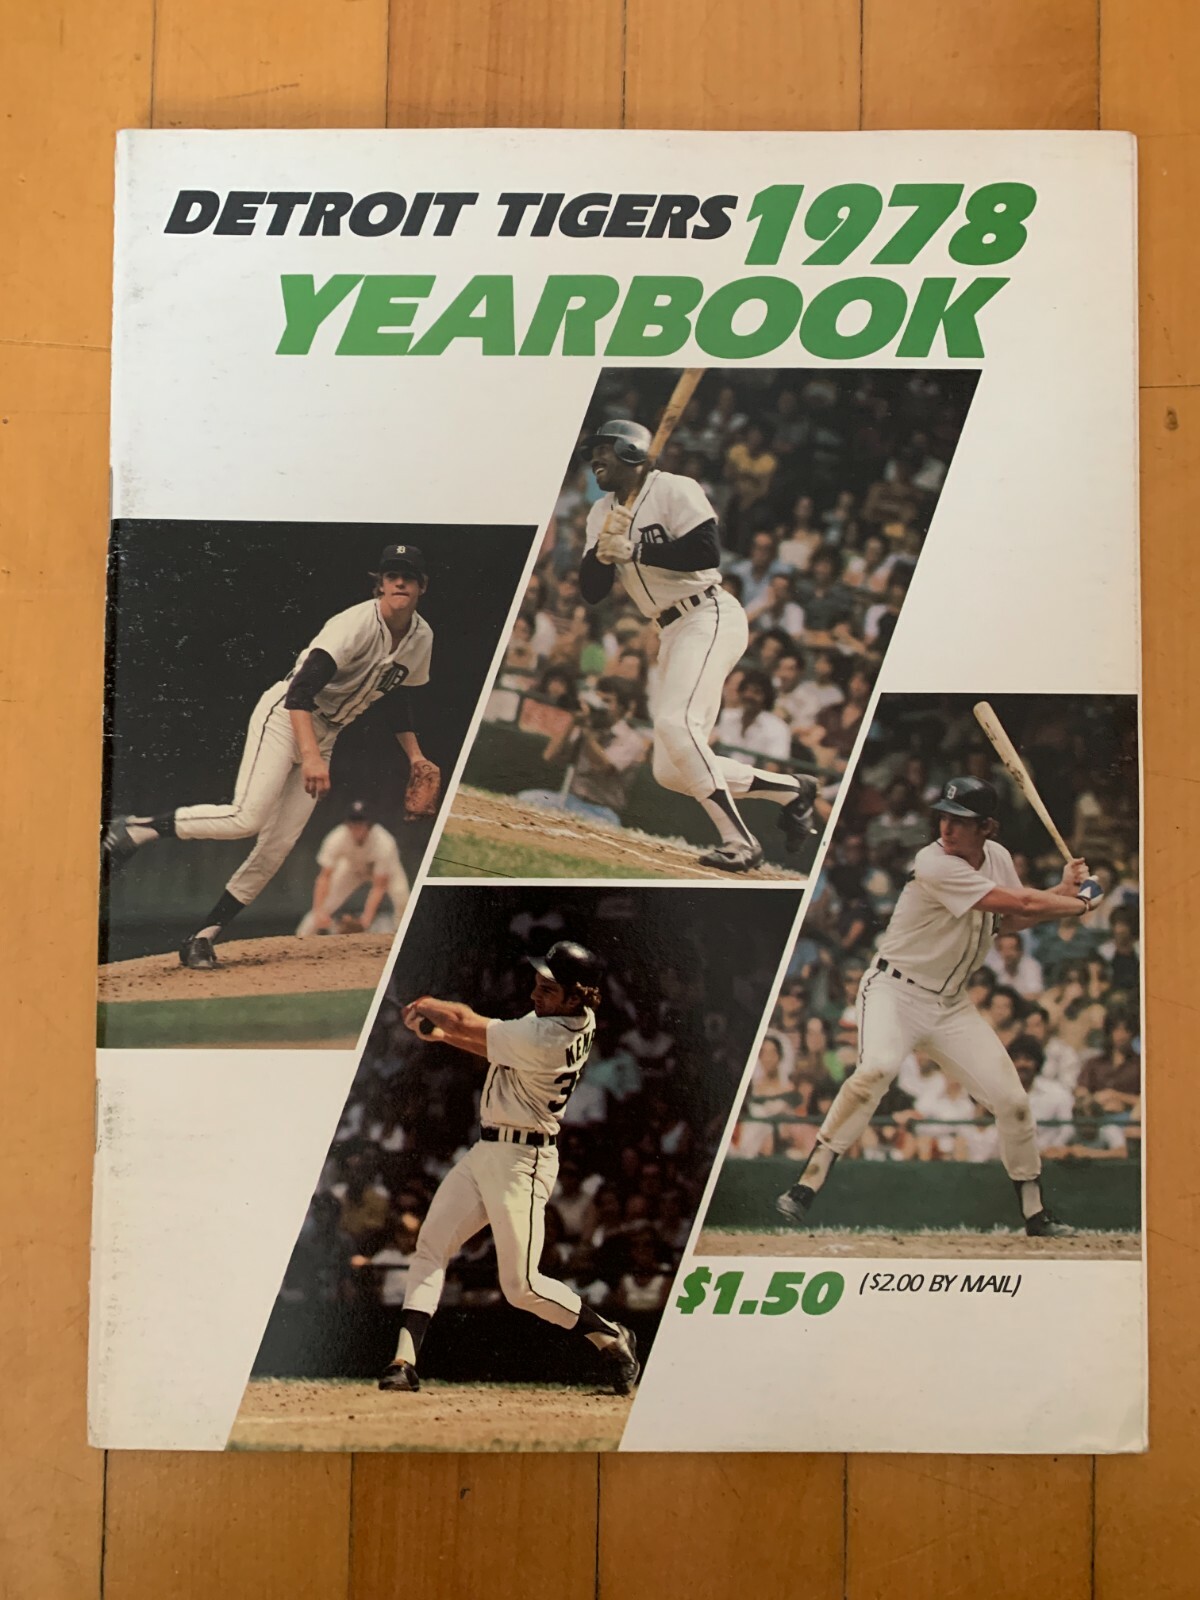 DETROIT TIGERS 1978
YEARBOOK
$1.50 ($2.00 BY MAIL)